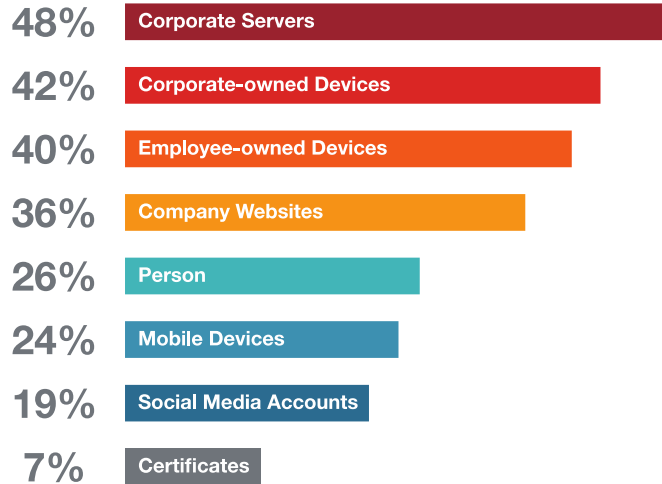 48% Corporate Servers
42% Corporate-owned Devices
40% Employee-owned Devices
36% Company Websites
26% Person
24% Mobile Devices
19% Social Media Accounts
7% Certificates